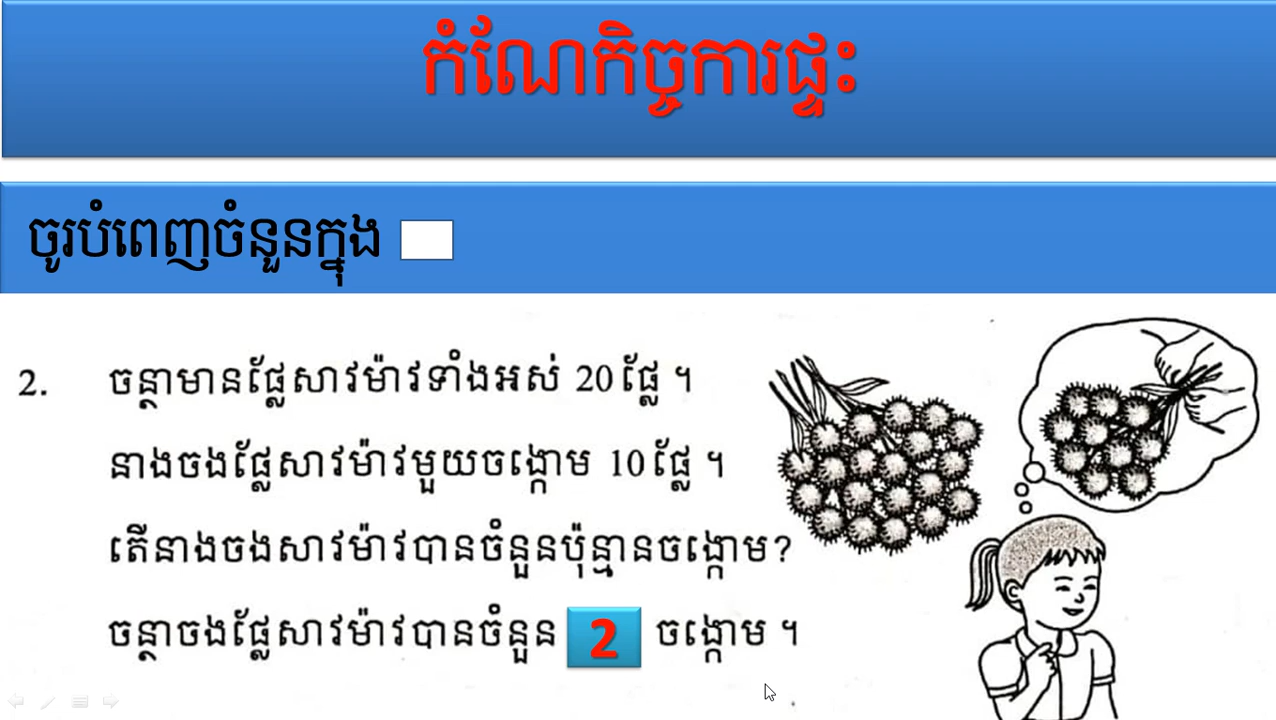 កំណែកិច្ចការផ្ទះ
ចូរបំពេញចំនួនក្នុង
2. ចន្ថាមានផ្លែសាវម៉ាវទាំងអស់ 20 ផ្លែ ។
នាងចងផ្លែសាវម៉ាវមួយចង្កោម 10 ផ្លែ ។
តើនាងចងសាវម៉ាវបានចំនួនប៉ុន្មានចង្កោម?
ចន្ថាចងផ្លែសាវម៉ាវបានចំនួន 2 ចង្កោម ។